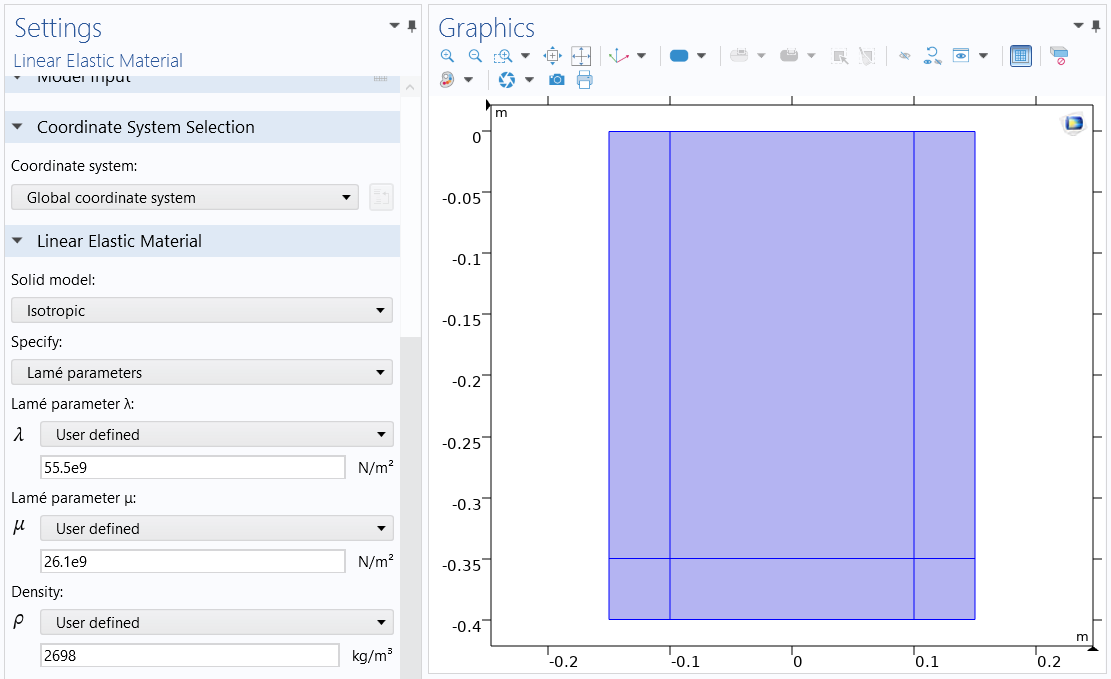 Settings
Linear Elastic Material
Model Input
Coordinate System Selection
Coordinate system:
Global coordinate system
Linear Elastic Material
Solid model:
Isotropic
Specify:
Lamé parameters
Lamé parameter λ:
λ User defined
55.5e9 N/m²
Lamé parameter μ:
μ User defined
26.1e9 N/m²
Density:
ρ User defined
2698 kg/m³
Graphics
m
0
-0.05
-0.1
-0.15
-0.2
-0.25
-0.3
-0.35
-0.4
m
-0.2 -0.1 0 0.1 0.2